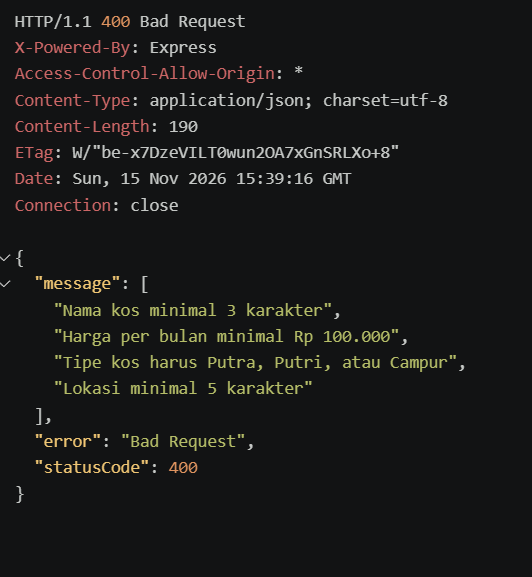 HTTP/1.1 400 Bad Request
X-Powered-By: Express
Access-Control-Allow-Origin: *
Content-Type: application/json; charset=utf-8
Content-Length: 190
ETag: W/"be-x7DzeVILT0wun2OA7xGnSRLXo+8"
Date: Sun, 15 Nov 2026 15:39:16 GMT
Connection: close
{
"message": [
"Nama kos minimal 3 karakter",
"Harga per bulan minimal Rp 100.000",
"Tipe kos harus Putra, Putri, atau Campur",
"Lokasi minimal 5 karakter"
],
"error": "Bad Request",
"statusCode": 400
}